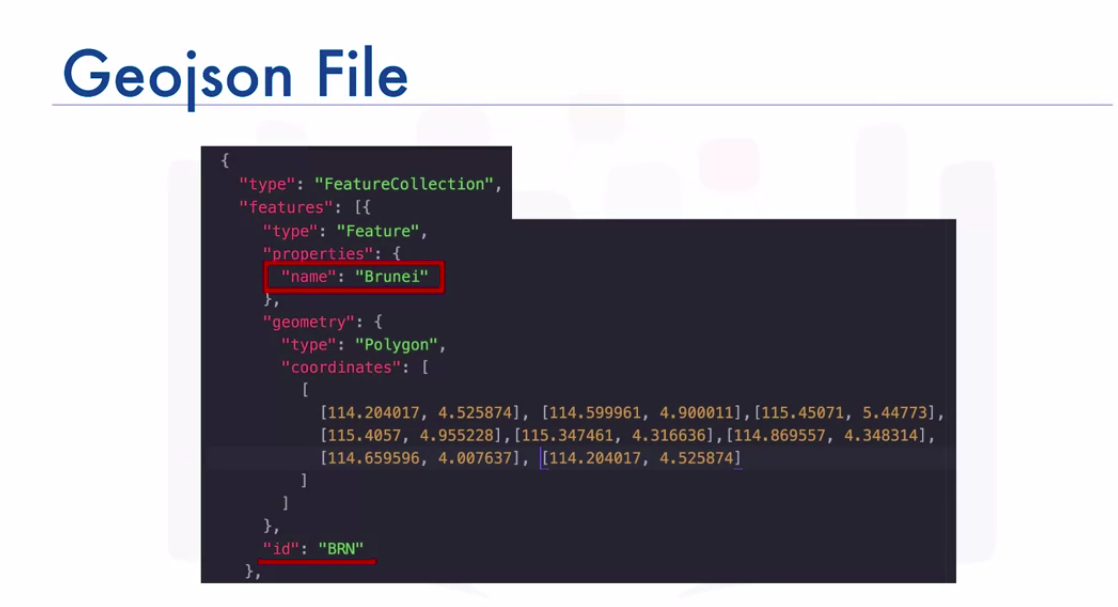 Geojson File
{
"type": "FeatureCollection",
"features": [{
"type": "Feature",
"properties": {
"name": "Brunei"
},
"geometry": {
"type": "Polygon",
"coordinates": [
[
[114.204017, 4.525874], [114.599961, 4.900011],[115.45071, 5.44773],
[115.4057, 4.955228],[115.347461, 4.316636],[114.869557, 4.348314],
[114.659596, 4.007637], [114.204017, 4.525874]
]
]
},
"id": "BRN"
},